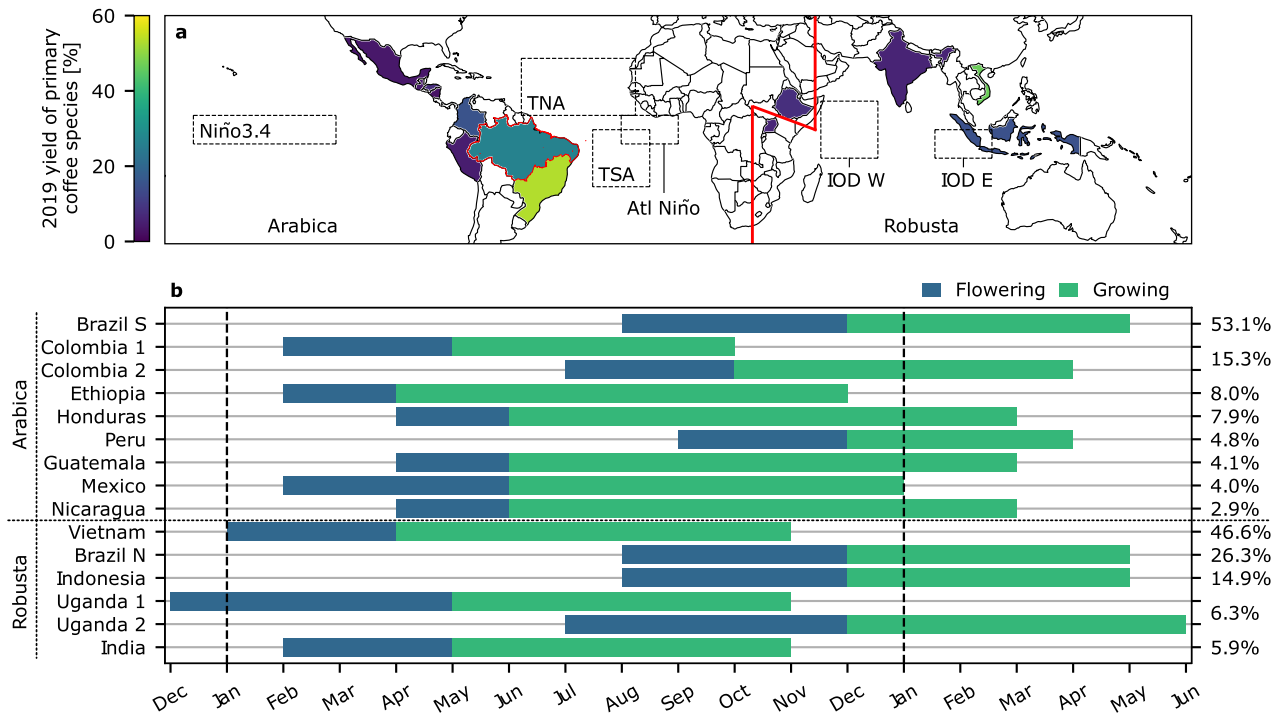 2019 yield of primary
coffee species [%]
60
40
20
0
a
TNA
Niño3.4
TSA
Atl Niño
IOD W
IOD E
Arabica
Robusta
b
Flowering
Growing
Arabica
Robusta
Brazil S
53.1%
Colombia 1
15.3%
Colombia 2
Ethiopia
8.0%
Honduras
7.9%
Peru
4.8%
Guatemala
4.1%
Mexico
4.0%
Nicaragua
2.9%
Vietnam
46.6%
Brazil N
26.3%
Indonesia
14.9%
Uganda 1
6.3%
Uganda 2
India
5.9%
Dec Jan Feb Mar Apr May Jun Jul Aug Sep Oct Nov Dec Jan Feb Mar Apr May Jun